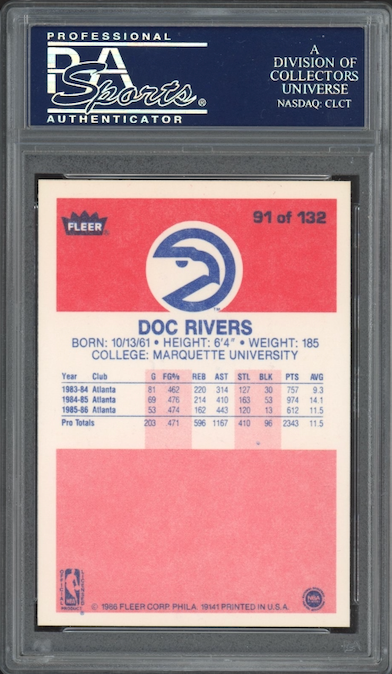 PROFESSIONAL
PSA
Sports®
AUTHENTICATOR
A
DIVISION OF
COLLECTORS
UNIVERSE
NASDAQ: CLCT
FLEER
91 of 132
TM
DOC RIVERS
BORN: 10/13/61 • HEIGHT: 6'4" • WEIGHT: 185
COLLEGE: MARQUETTE UNIVERSITY
Year Club G FG% REB AST STL BLK PTS AVG
1983-84 Atlanta 81 462 220 314 127 30 757 9.3
1984-85 Atlanta 69 476 214 410 163 53 974 14.1
1985-86 Atlanta 53 474 162 443 120 13 612 11.5
Pro Totals 203 471 596 1167 410 96 2343 11.5
NBA
© 1986 FLEER CORP. PHILA. 19141 PRINTED IN U.S.A.